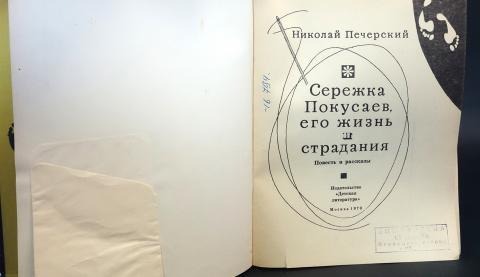 Николай Печерский
Сережка
Покусаев,
его жизнь
и
страдания
Повесть и рассказы
Издательство
«Детская
литература»
Москва 1970